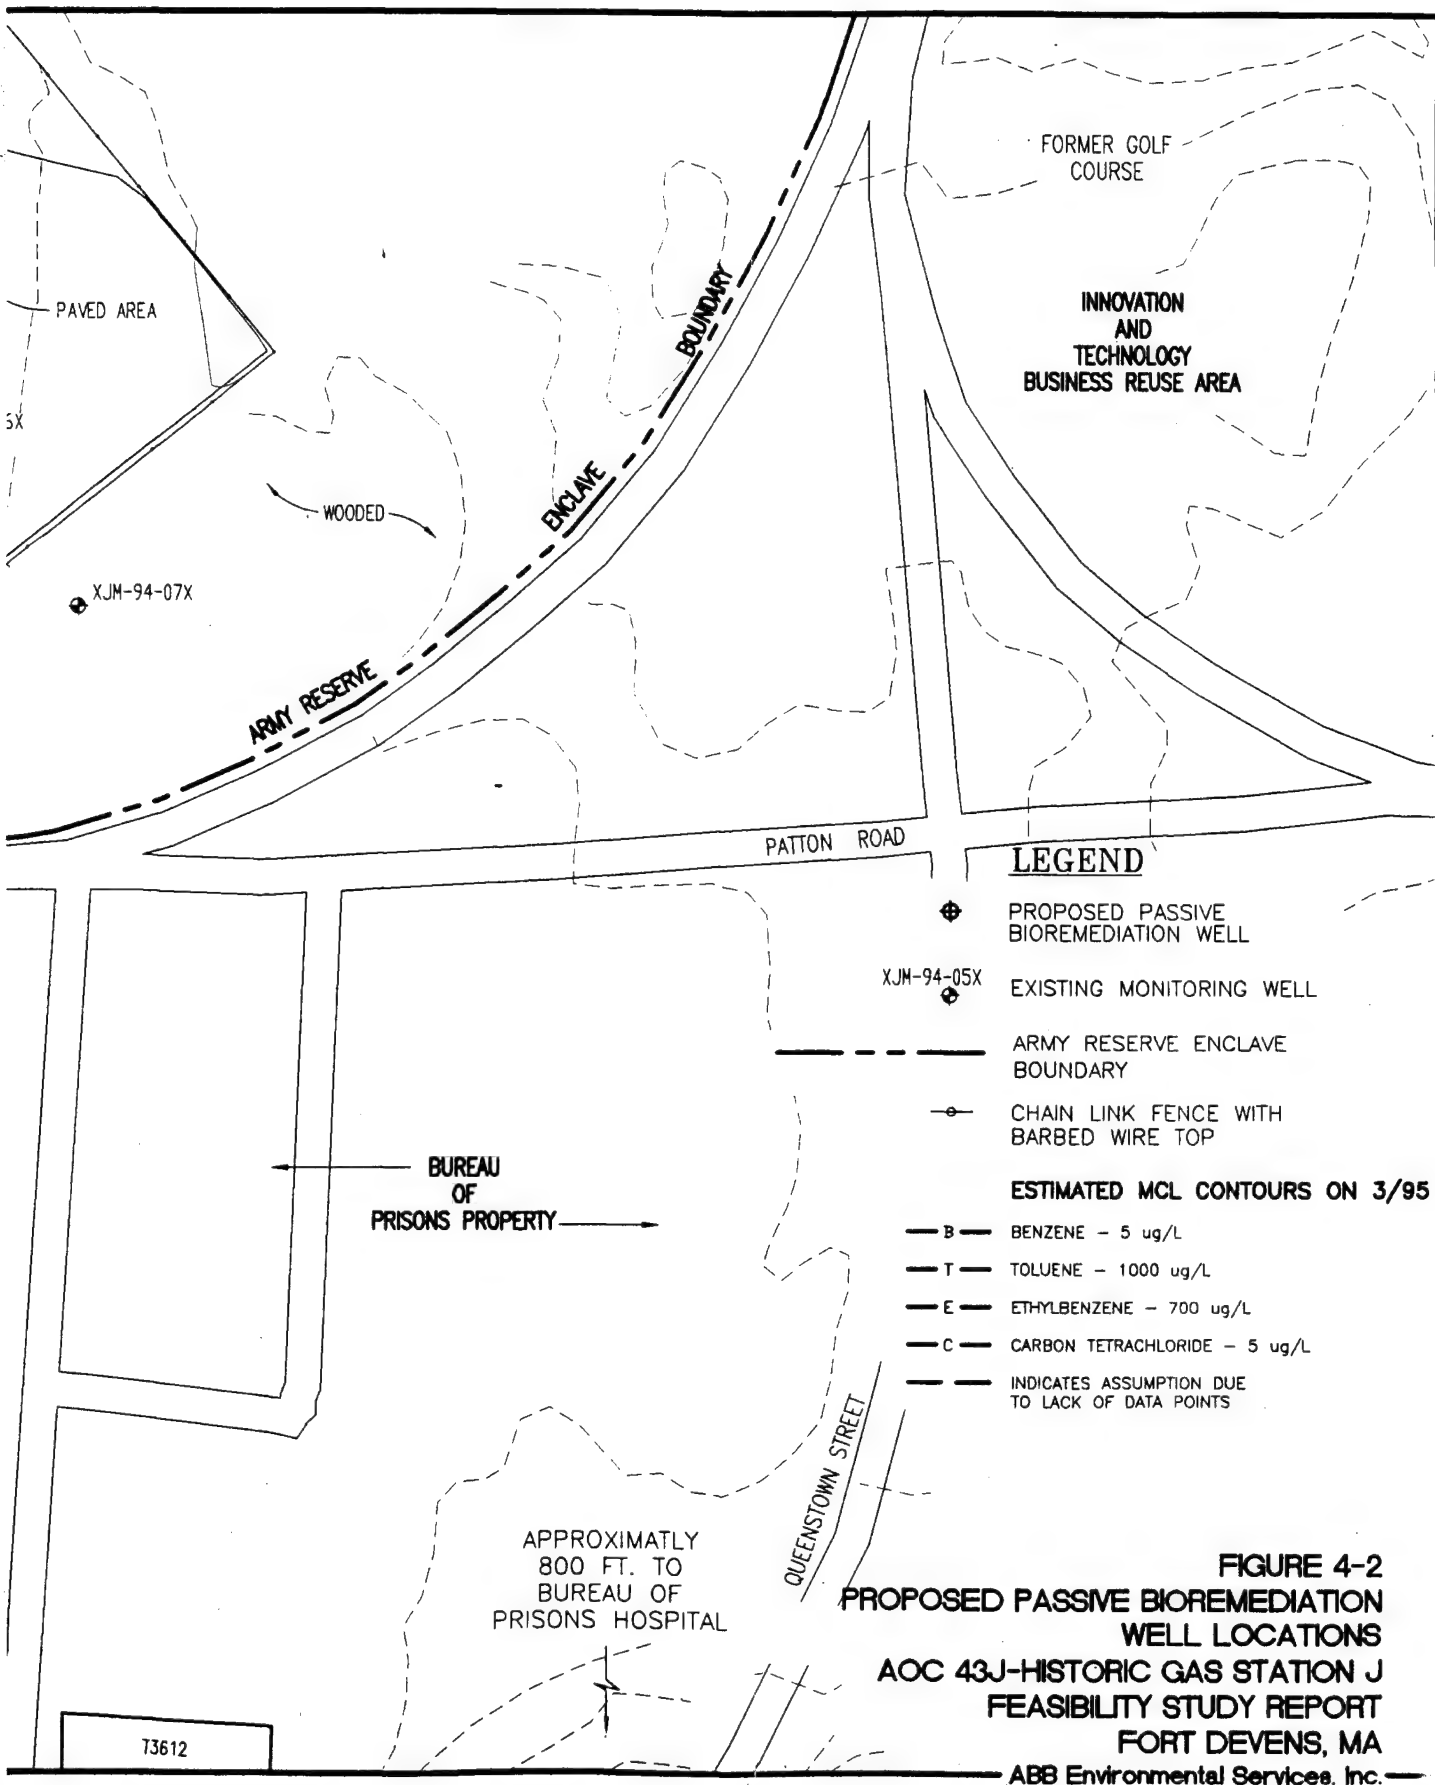 FORMER GOLF
COURSE
PAVED AREA
BOUNDARY
INNOVATION
AND
TECHNOLOGY
BUSINESS REUSE AREA
ENCLAVE
WOODED
XJM-94-07X
ARMY RESERVE
PATTON ROAD
LEGEND
PROPOSED PASSIVE
BIOREMEDIATION WELL
XJM-94-05X
EXISTING MONITORING WELL
ARMY RESERVE ENCLAVE
BOUNDARY
CHAIN LINK FENCE WITH
BARBED WIRE TOP
BUREAU
OF
PRISONS PROPERTY
ESTIMATED MCL CONTOURS ON 3/95
B BENZENE - 5 ug/L
T TOLUENE - 1000 ug/L
E ETHYLBENZENE - 700 ug/L
C CARBON TETRACHLORIDE - 5 ug/L
INDICATES ASSUMPTION DUE
TO LACK OF DATA POINTS
QUEENSTOWN STREET
APPROXIMATLY
800 FT. TO
BUREAU OF
PRISONS HOSPITAL
T3612
FIGURE 4-2
PROPOSED PASSIVE BIOREMEDIATION
WELL LOCATIONS
AOC 43J-HISTORIC GAS STATION J
FEASIBILITY STUDY REPORT
FORT DEVENS, MA
ABB Environmental Services, Inc.